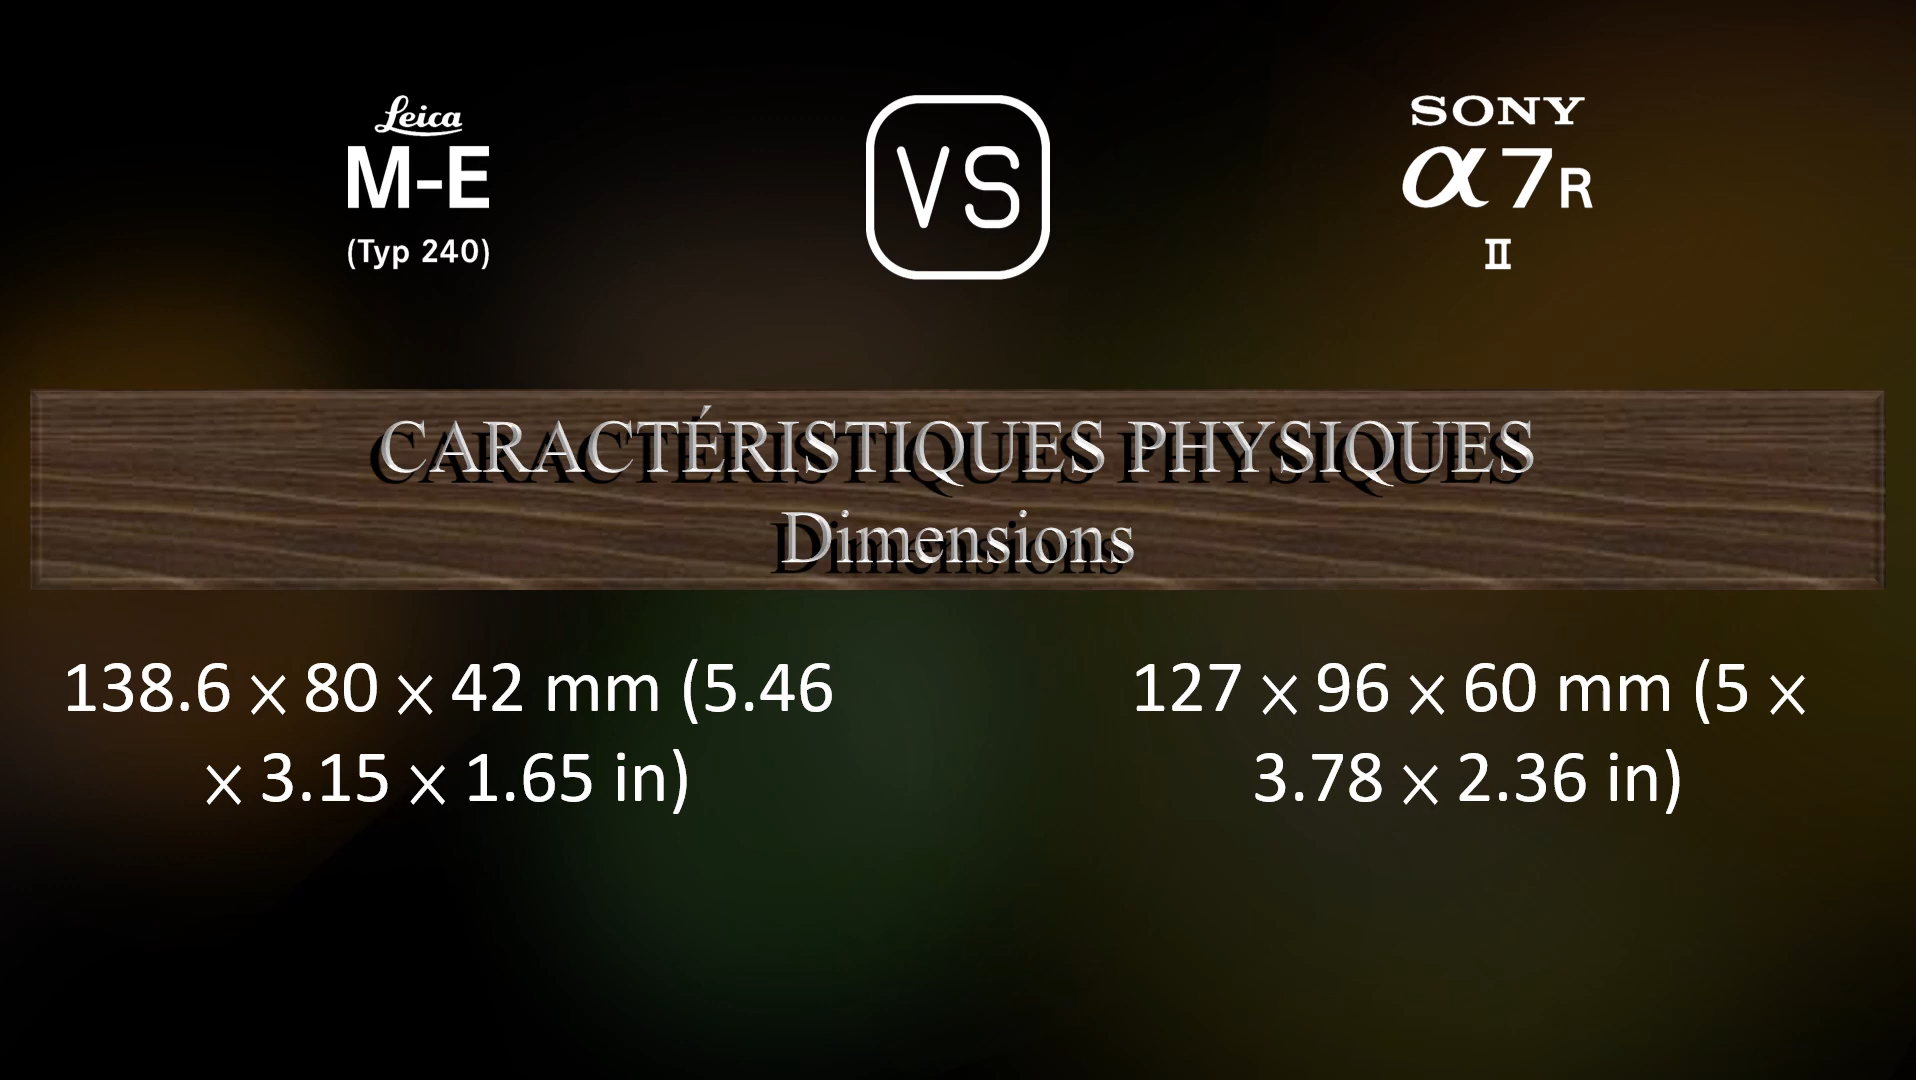 Leica
M-E
(Typ 240)
VS
SONY
α7R
II
CARACTÉRISTIQUES PHYSIQUES
Dimensions
138.6 x 80 x 42 mm (5.46
x 3.15 x 1.65 in)
127 x 96 x 60 mm (5 x
3.78 x 2.36 in)